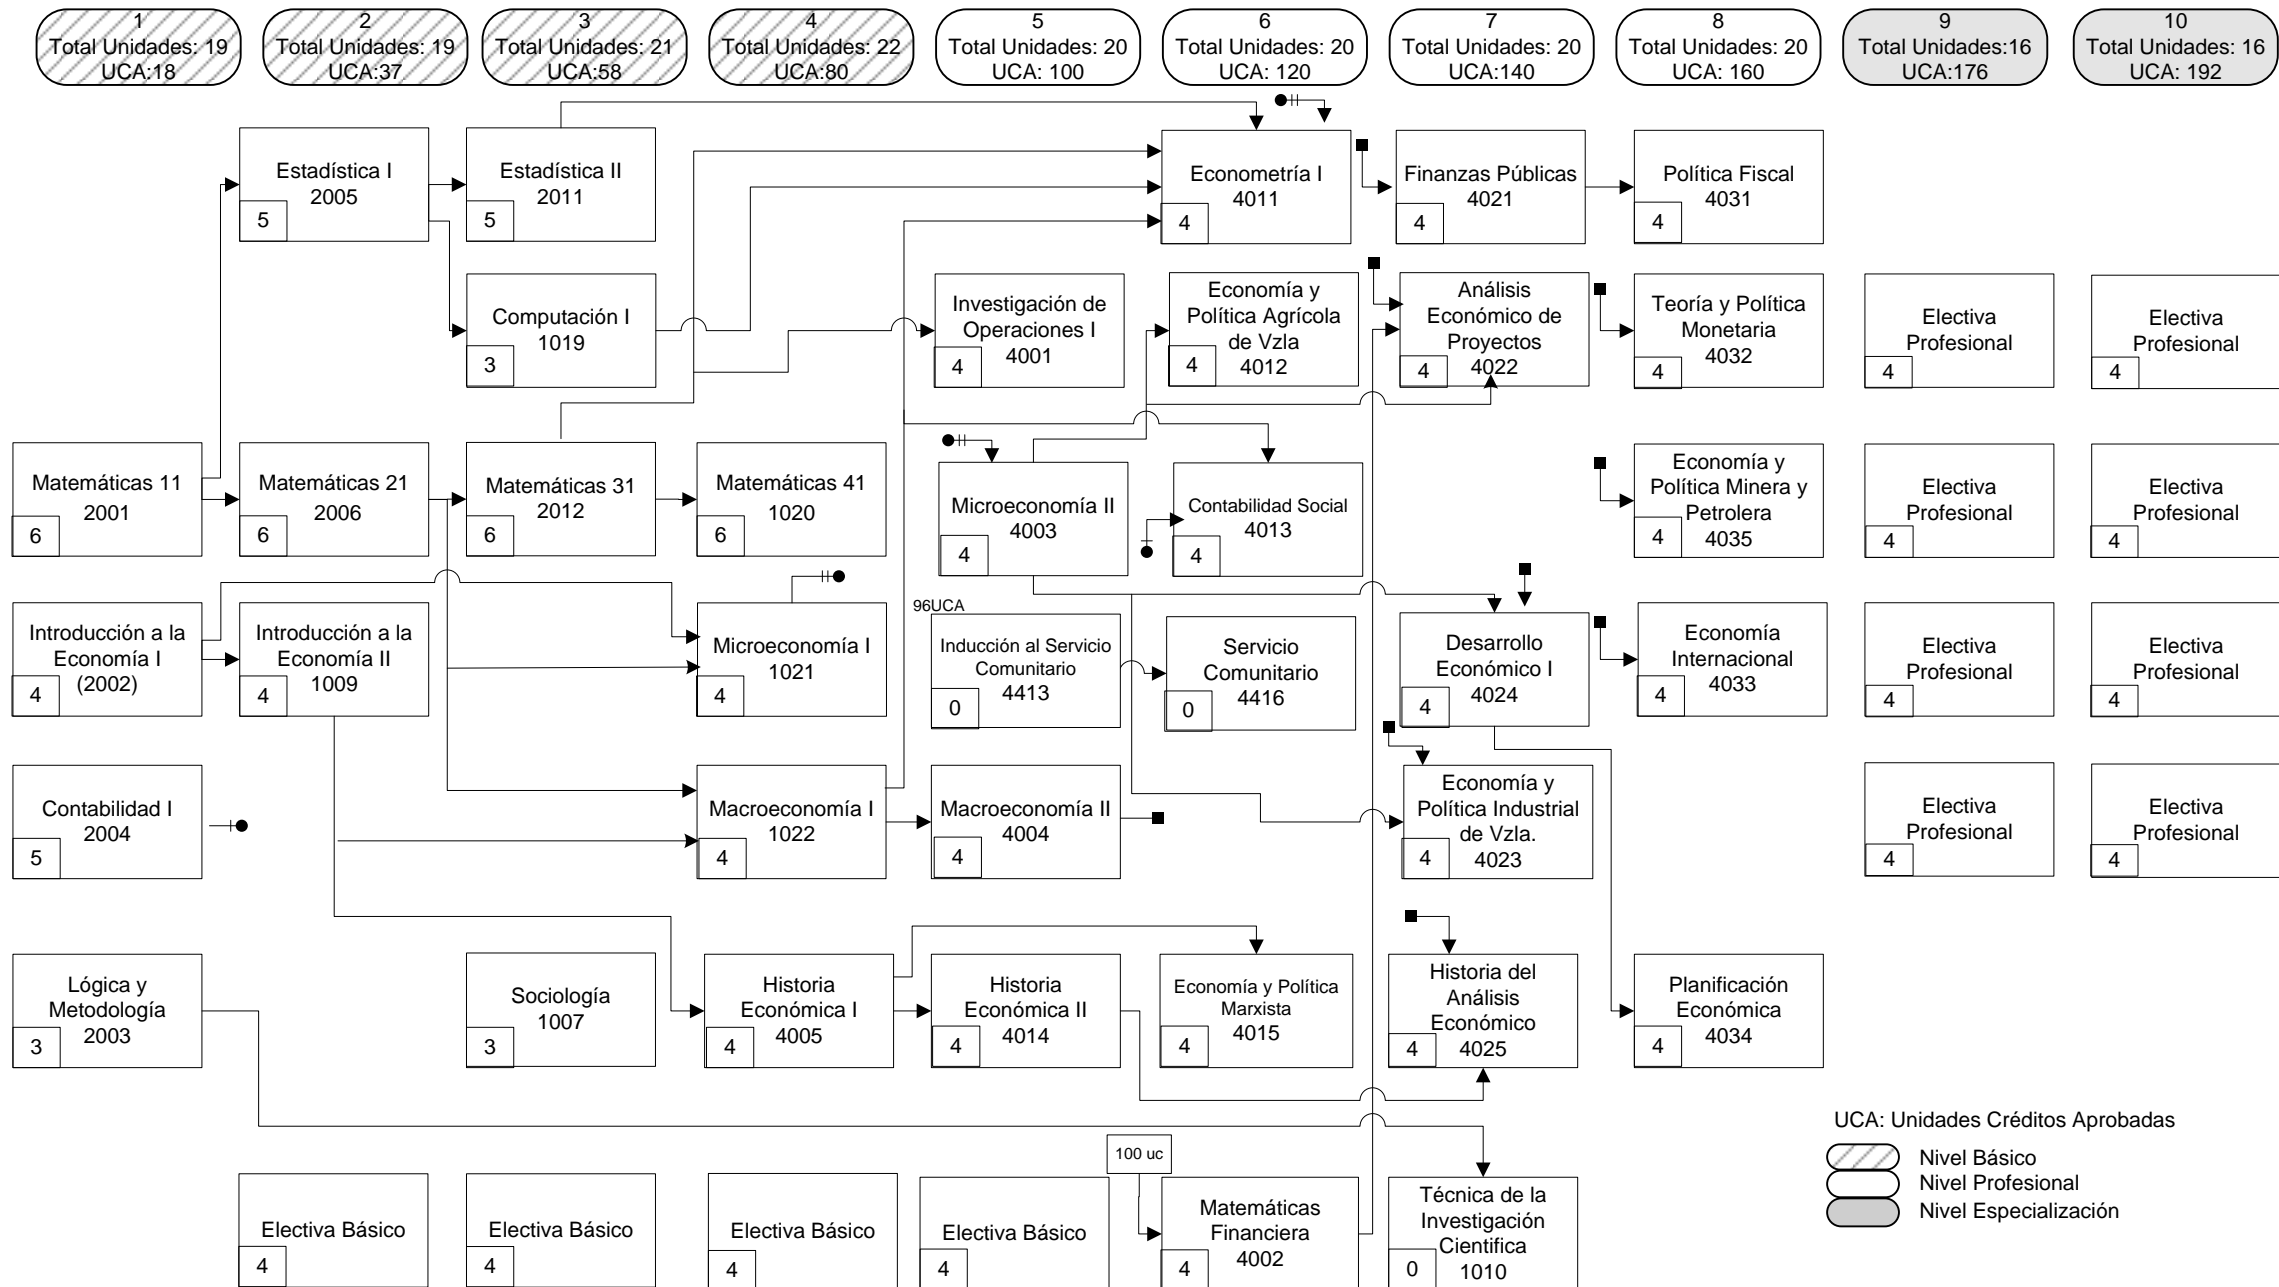 1
Total Unidades: 19
UCA:18
2
Total Unidades: 19
UCA:37
3
Total Unidades: 21
UCA:58
4
Total Unidades: 22
UCA:80
5
Total Unidades: 20
UCA: 100
6
Total Unidades: 20
UCA: 120
7
Total Unidades: 20
UCA:140
8
Total Unidades: 20
UCA: 160
9
Total Unidades:16
UCA:176
10
Total Unidades: 16
UCA: 192
Estadística I
2005
5
Estadística II
2011
5
Econometría I
4011
4
Finanzas Públicas
4021
4
Política Fiscal
4031
4
Computación I
1019
3
Investigación de
Operaciones I
4001
4
Economía y
Política Agrícola
de Vzla
4012
4
Análisis
Económico de
Proyectos
4022
4
Teoría y Política
Monetaria
4032
4
Electiva
Profesional
4
Electiva
Profesional
4
Matemáticas 11
2001
6
Matemáticas 21
2006
6
Matemáticas 31
2012
6
Matemáticas 41
1020
6
Microeconomía II
4003
4
Contabilidad Social
4013
4
Economía y
Política Minera y
Petrolera
4035
4
Electiva
Profesional
4
Electiva
Profesional
4
Introducción a la
Economía I
(2002)
4
Introducción a la
Economía II
1009
4
Microeconomía I
1021
4
96UCA
Inducción al Servicio
Comunitario
4413
0
Servicio
Comunitario
4416
0
Desarrollo
Económico I
4024
4
Economía
Internacional
4033
4
Electiva
Profesional
4
Electiva
Profesional
4
Contabilidad I
2004
5
Macroeconomía I
1022
4
Macroeconomía II
4004
4
Economía y
Política Industrial
de Vzla.
4023
4
Electiva
Profesional
4
Electiva
Profesional
4
Lógica y
Metodología
2003
3
Sociología
1007
3
Historia
Económica I
4005
4
Historia
Económica II
4014
4
Economía y Política
Marxista
4015
4
Historia del
Análisis
Económico
4025
4
Planificación
Económica
4034
4
UCA: Unidades Créditos Aprobadas
Nivel Básico
Nivel Profesional
Nivel Especialización
Electiva Básico
4
Electiva Básico
4
Electiva Básico
4
Electiva Básico
4
100 uc
Matemáticas
Financiera
4002
4
Técnica de la
Investigación
Cientifica
1010
0